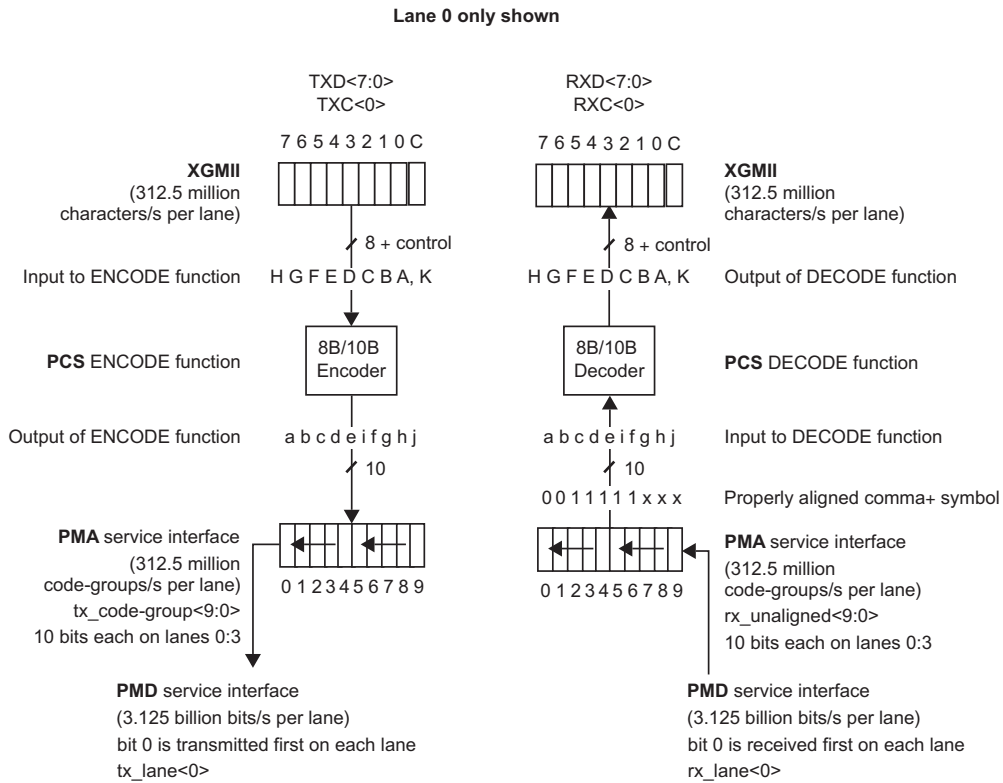 Lane 0 only shown
TXD<7:0>
TXC<0>
7 6 5 4 3 2 1 0 C
XGMII
(312.5 million
characters/s per lane)
8 + control
Input to ENCODE function
H G F E D C B A, K
PCS ENCODE function
8B/10B
Encoder
Output of ENCODE function
a b c d e i f g h j
10
PMA service interface
(312.5 million
code-groups/s per lane)
tx_code-group<9:0>
10 bits each on lanes 0:3
0 1 2 3 4 5 6 7 8 9
PMD service interface
(3.125 billion bits/s per lane)
bit 0 is transmitted first on each lane
tx_lane<0>
RXD<7:0>
RXC<0>
7 6 5 4 3 2 1 0 C
XGMII
(312.5 million
characters/s per lane)
8 + control
H G F E D C B A, K
Output of DECODE function
8B/10B
Decoder
PCS DECODE function
a b c d e i f g h j
Input to DECODE function
10
0 0 1 1 1 1 1 x x x
Properly aligned comma+ symbol
0 1 2 3 4 5 6 7 8 9
PMA service interface
(312.5 million
code-groups/s per lane)
rx_unaligned<9:0>
10 bits each on lanes 0:3
PMD service interface
(3.125 billion bits/s per lane)
bit 0 is received first on each lane
rx_lane<0>